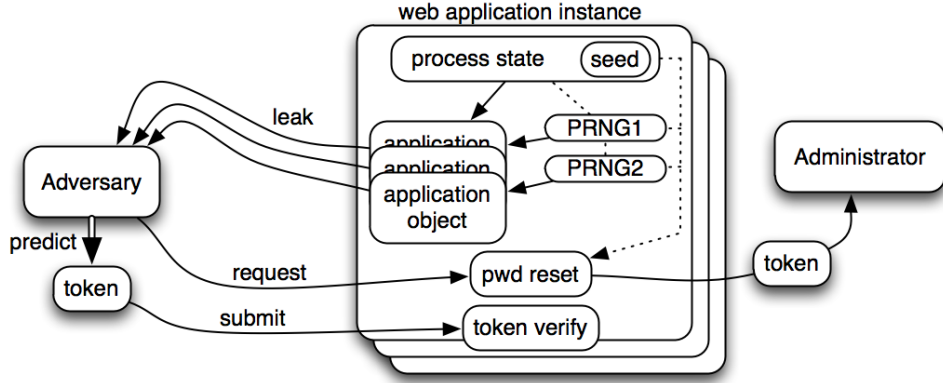 web application instance
process state
seed
leak
application
PRNG1
application
PRNG2
application
object
Adversary
Administrator
predict
token
request
pwd reset
token
submit
token verify